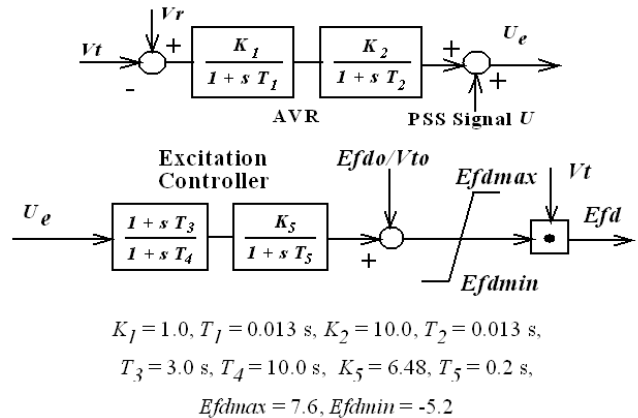 Vr
Vt
+
-
K1
1 + s T1
K2
1 + s T2
+
+
Ue
AVR
PSS Signal U
Excitation
Controller
Efdo/Vto
Efdmax
Vt
Ue
1 + s T3
1 + s T4
K5
1 + s T5
+
Efd
Efdmin
K1 = 1.0, T1 = 0.013 s, K2 = 10.0, T2 = 0.013 s,
T3 = 3.0 s, T4 = 10.0 s, K5 = 6.48, T5 = 0.2 s,
Efdmax = 7.6, Efdmin = -5.2